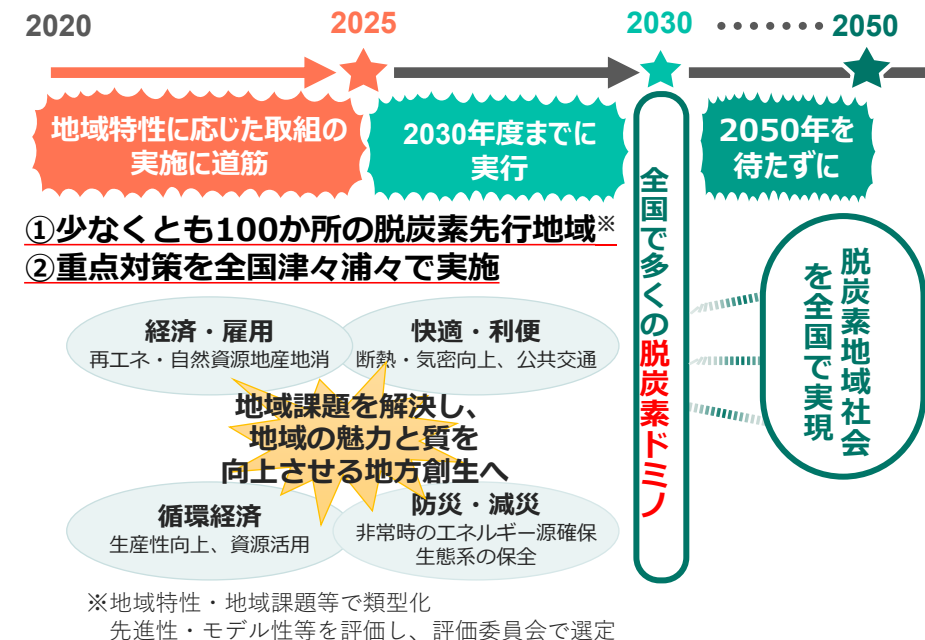 2020
2025
2030
・・・・・・
2050
地域特性に応じた取組の
実施に道筋
2030年度までに
実行
2050年を
待たずに
①少なくとも100か所の脱炭素先行地域※
②重点対策を全国津々浦々で実施
経済・雇用
再エネ・自然資源地産地消
快適・利便
断熱・気密向上、公共交通
地域課題を解決し、
地域の魅力と質を
向上させる地方創生へ
循環経済
生産性向上、資源活用
防災・減災
非常時のエネルギー源確保
生態系の保全
全国で多くの脱炭素ドミノ
脱炭素地域社会
を全国で実現
※地域特性・地域課題等で類型化
先進性・モデル性等を評価し、評価委員会で選定